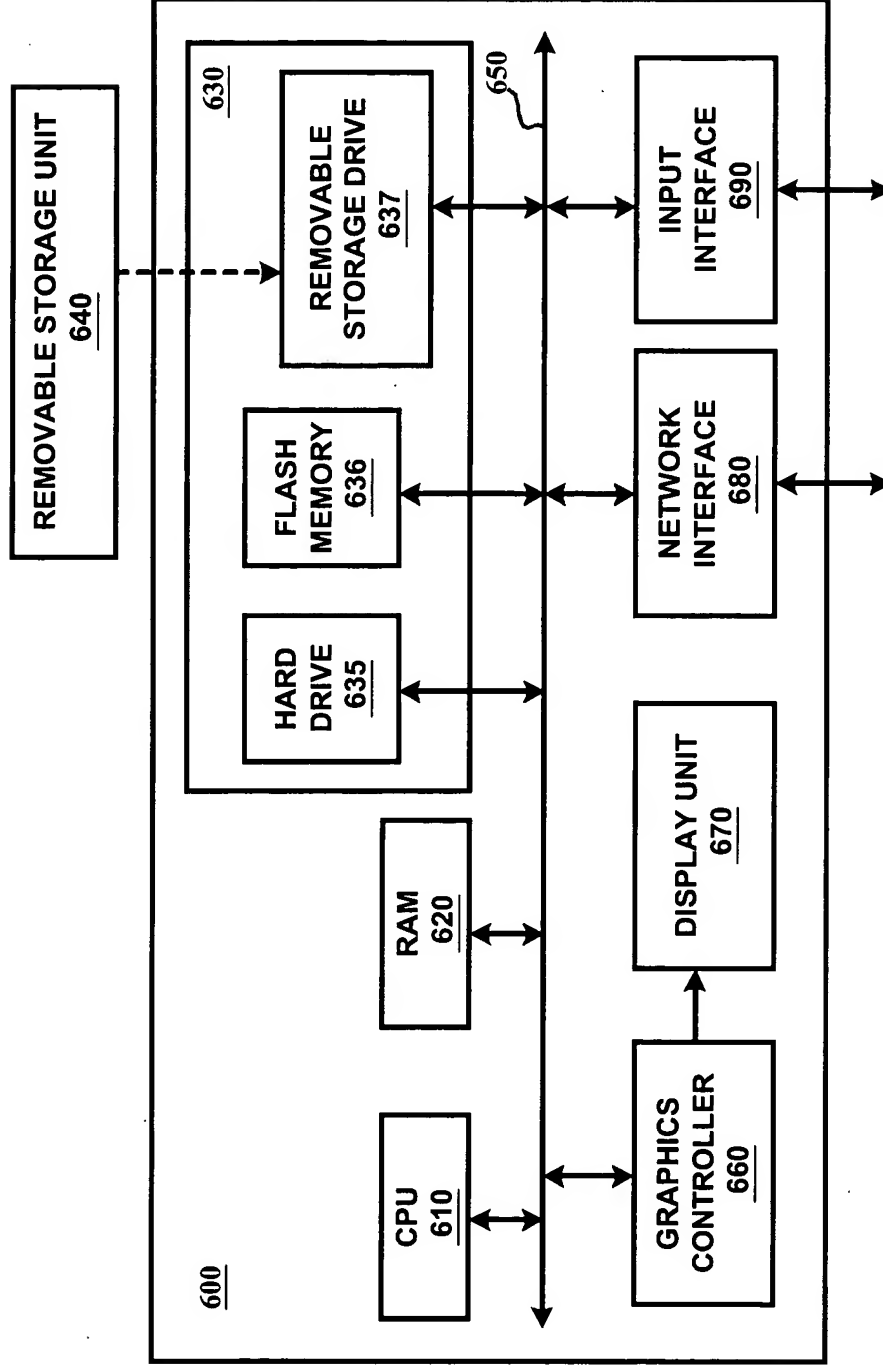 REMOVABLE STORAGE UNIT
640
600
630
CPU
610
RAM
620
HARD
DRIVE
635
FLASH
MEMORY
636
REMOVABLE
STORAGE DRIVE
637
650
GRAPHICS
CONTROLLER
660
DISPLAY UNIT
670
NETWORK
INTERFACE
680
INPUT
INTERFACE
690